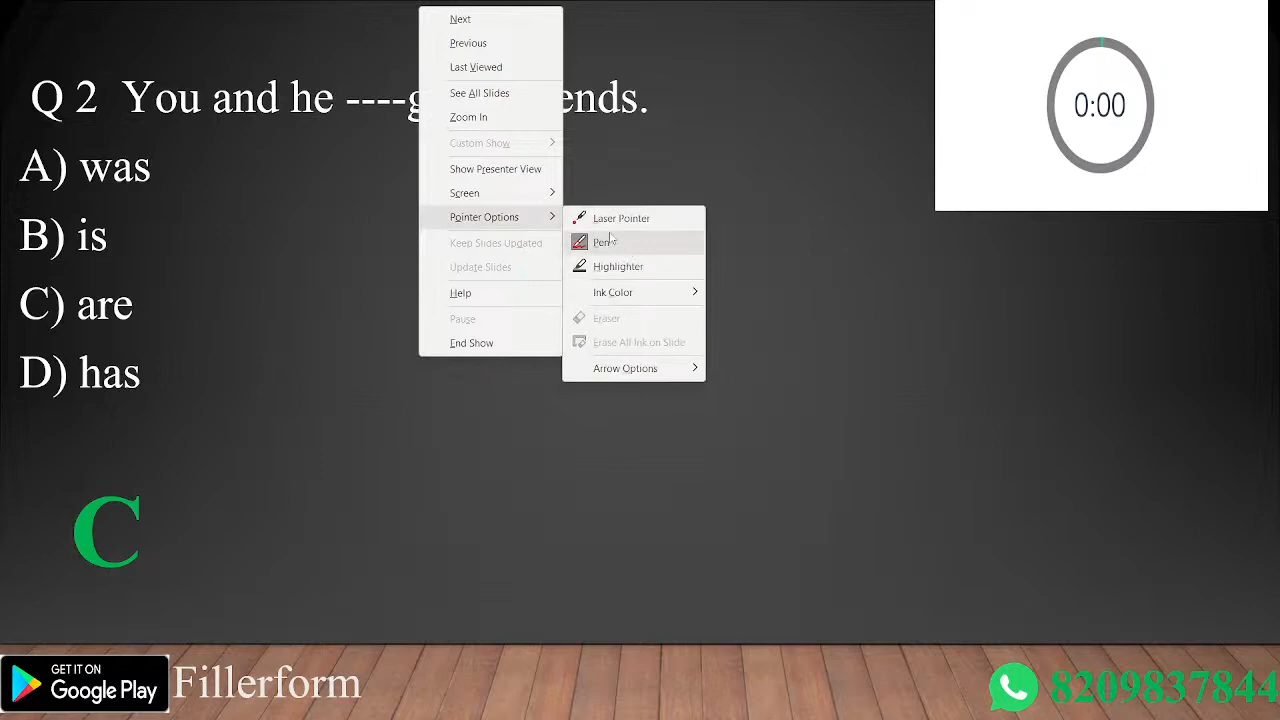 Next
Previous
Last Viewed
See All Slides
Zoom In
Custom Show
Show Presenter View
Screen
Pointer Options
Keep Slides Updated
Update Slides
Help
Pause
End Show
Laser Pointer
Pen
Highlighter
Ink Color
Eraser
Erase All Ink on Slide
Arrow Options
0:00
Q 2 You and he ----g ends.
A) was
B) is
C) are
D) has
C
GET IT ON
Google Play
Fillerform
8209837844